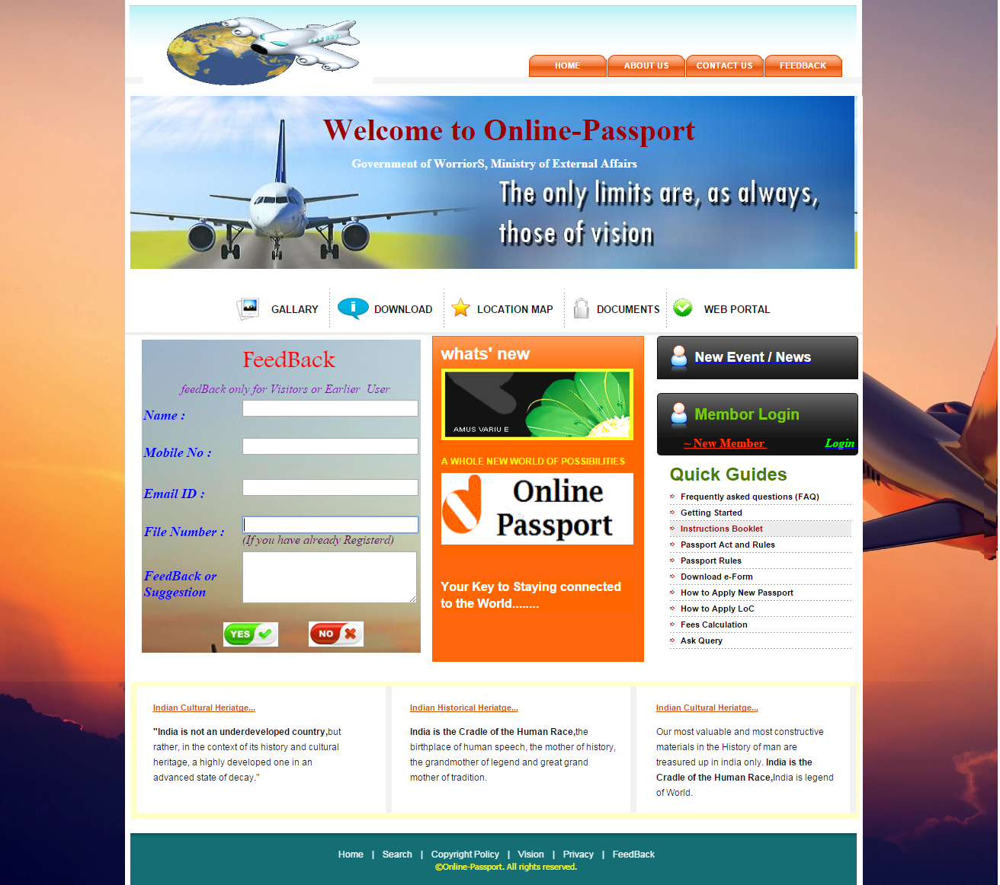 HOME
ABOUT US
CONTACT US
FEEDBACK
Welcome to Online-Passport
Government of WorriorS, Ministry of External Affairs
The only limits are, as always,
those of vision
GALLARY
DOWNLOAD
LOCATION MAP
DOCUMENTS
WEB PORTAL
FeedBack
feedBack only for Visitors or Earlier User
Name :
Mobile No :
Email ID :
File Number :
(If you have already Registerd)
FeedBack or
Suggestion
YES
NO
whats' new
AMUS VARIU E
A WHOLE NEW WORLD OF POSSIBILITIES
Online
Passport
Your Key to Staying connected
to the World........
New Event / News
Membor Login
~ New Member
Login
Quick Guides
Frequently asked questions (FAQ)
Getting Started
Instructions Booklet
Passport Act and Rules
Passport Rules
Download e-Form
How to Apply New Passport
How to Apply LoC
Fees Calculation
Ask Query
Indian Cultural Heriatge...
"India is not an underdeveloped country,but
rather, in the context of its history and cultural
heritage, a highly developed one in an
advanced state of decay."
Indian Historical Heriatge...
India is the Cradle of the Human Race,the
birthplace of human speech, the mother of history,
the grandmother of legend and great grand
mother of tradition.
Indian Cultural Heriatge...
Our most valuable and most constructive
materials in the History of man are
treasured up in india only. India is the
Cradle of the Human Race,India is legend
of World.
Home | Search | Copyright Policy | Vision | Privacy | FeedBack
©Online-Passport. All rights reserved.